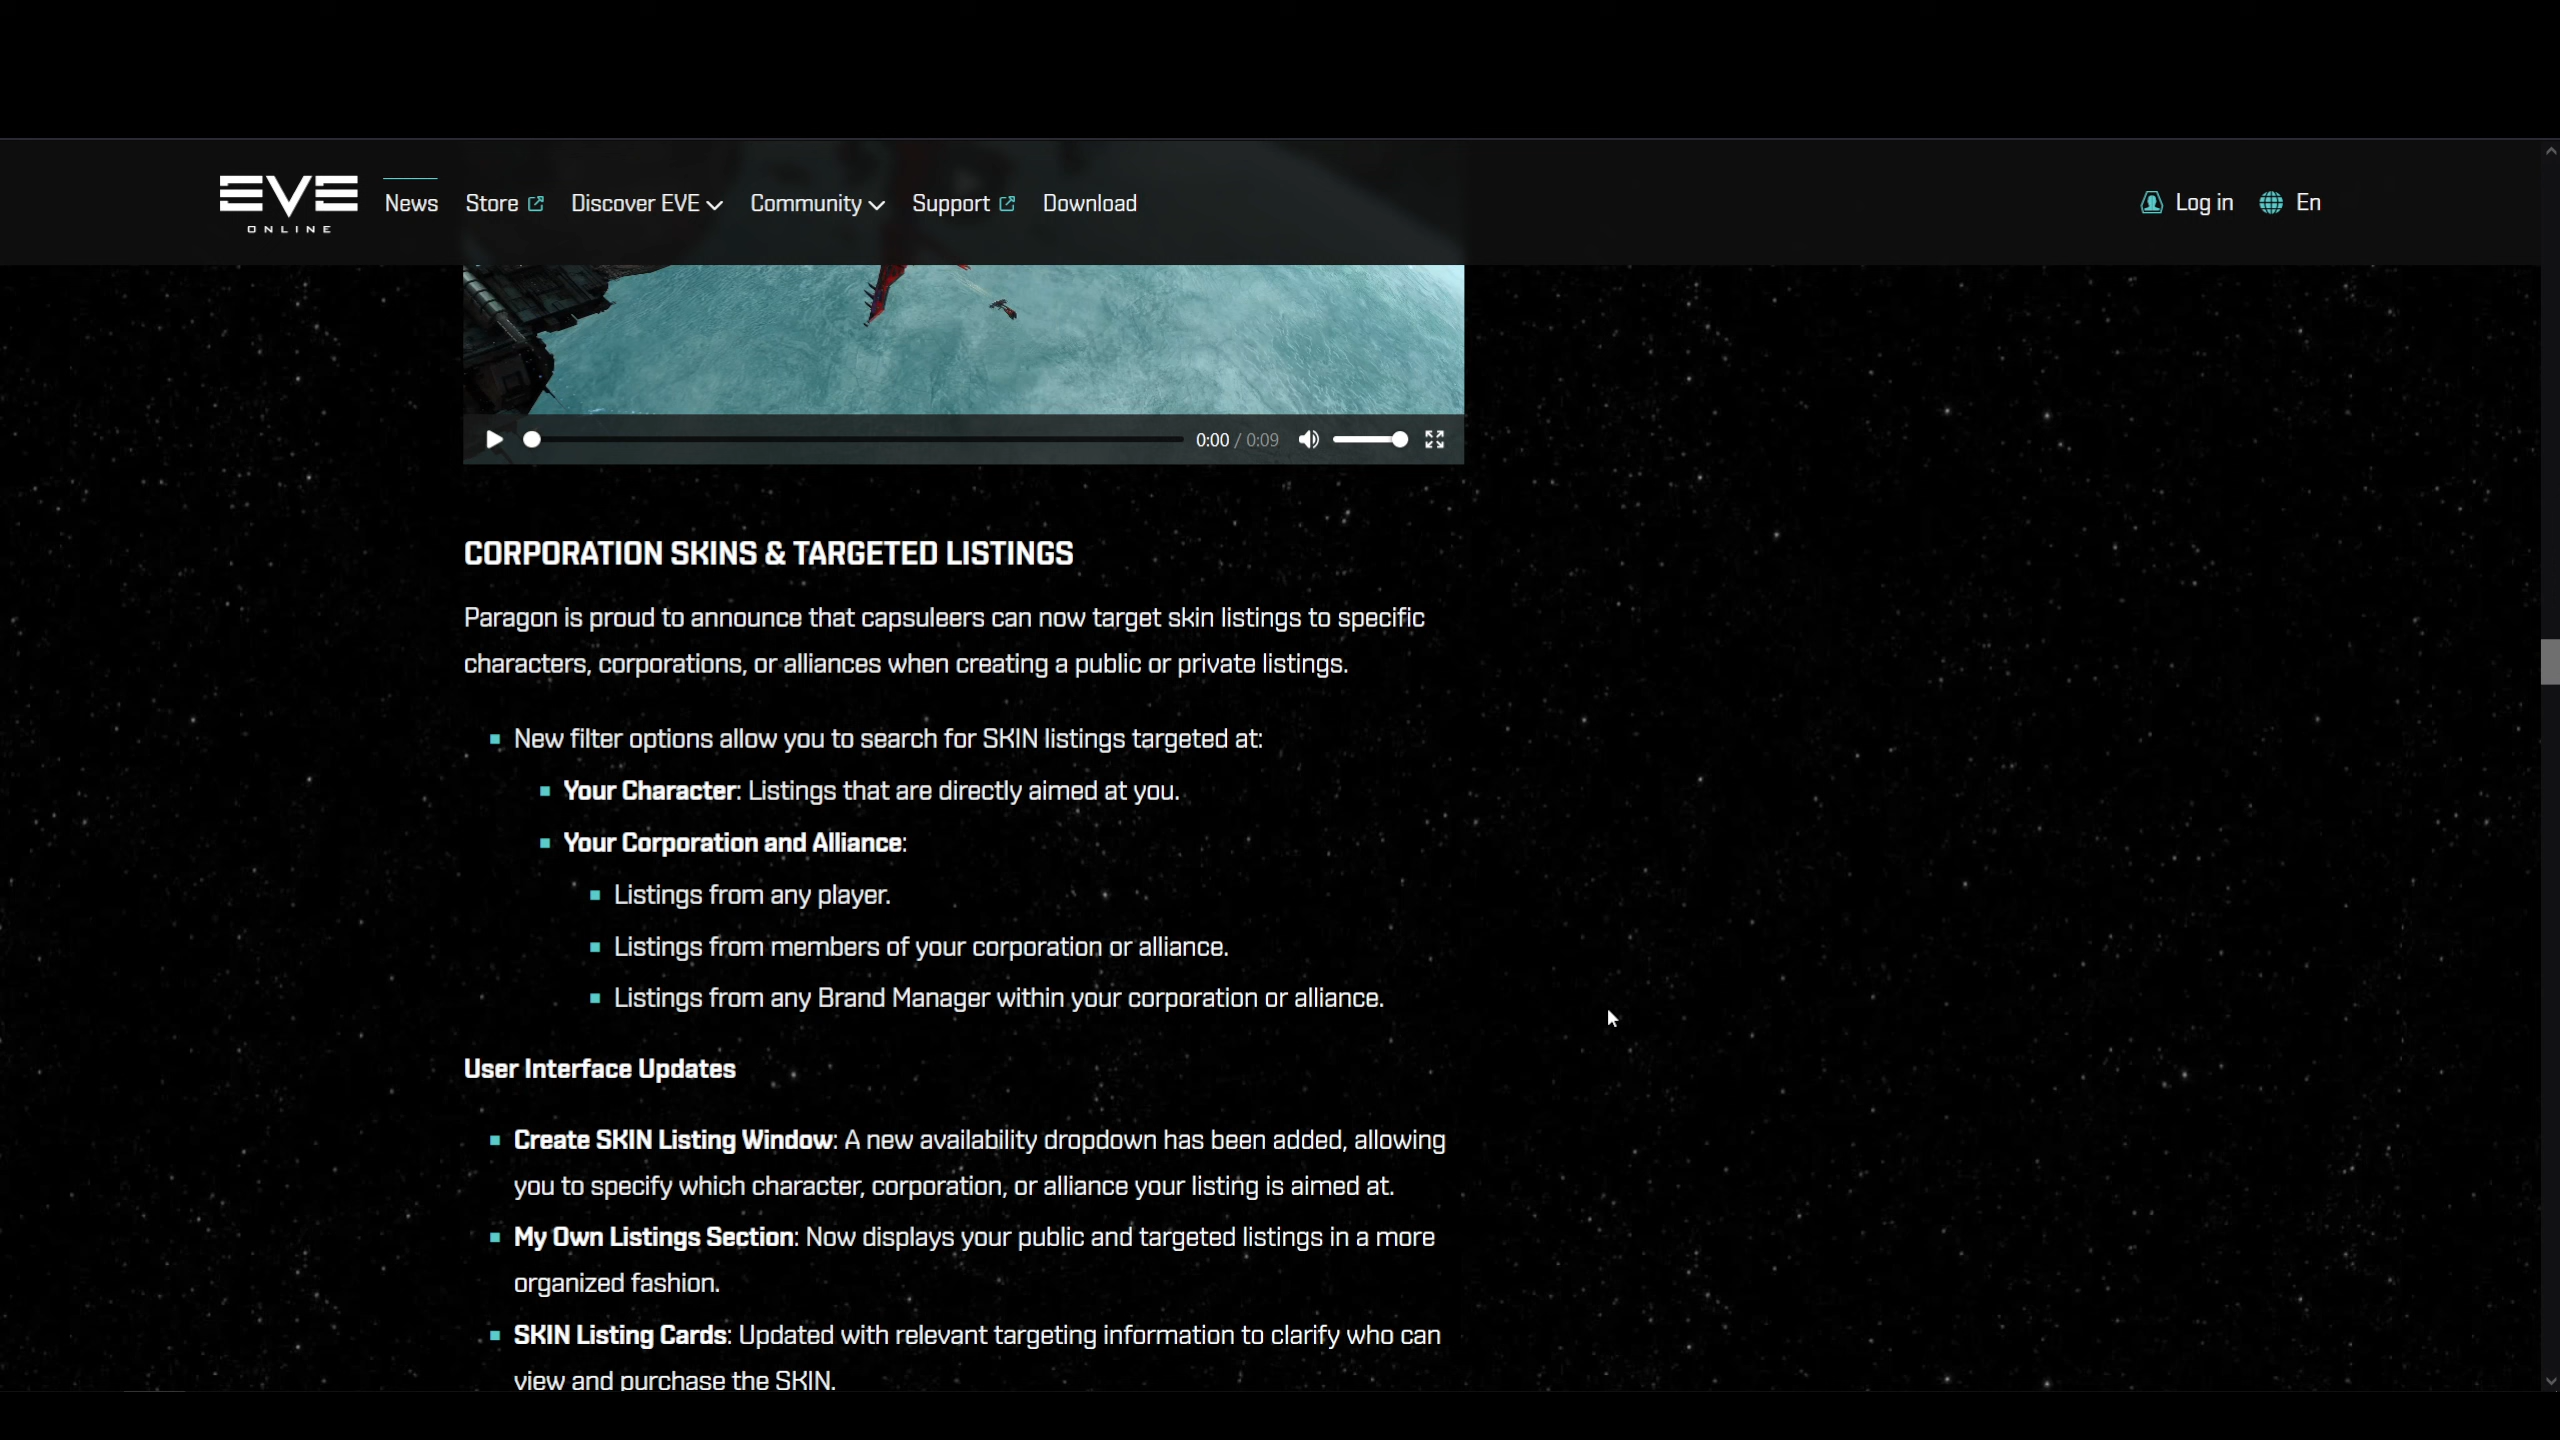 EVE
ONLINE
News Store Discover EVE Community Support Download
Log in En
0:00 / 0:09
CORPORATION SKINS & TARGETED LISTINGS
Paragon is proud to announce that capsuleers can now target skin listings to specific
characters, corporations, or alliances when creating a public or private listings.
New filter options allow you to search for SKIN listings targeted at:
Your Character: Listings that are directly aimed at you.
Your Corporation and Alliance:
Listings from any player.
Listings from members of your corporation or alliance.
Listings from any Brand Manager within your corporation or alliance.
User Interface Updates
Create SKIN Listing Window: A new availability dropdown has been added, allowing
you to specify which character, corporation, or alliance your listing is aimed at.
My Own Listings Section: Now displays your public and targeted listings in a more
organized fashion.
SKIN Listing Cards: Updated with relevant targeting information to clarify who can
view and purchase the SKIN.